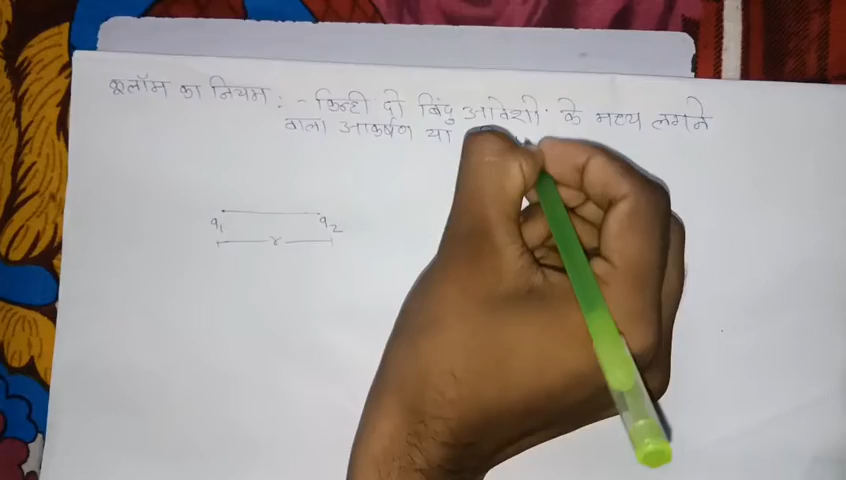 कूलॉम का नियम : - किन्ही दो बिंदु आवेशों के मध्य लगने
वाला आकर्षण या
q1 q2
r